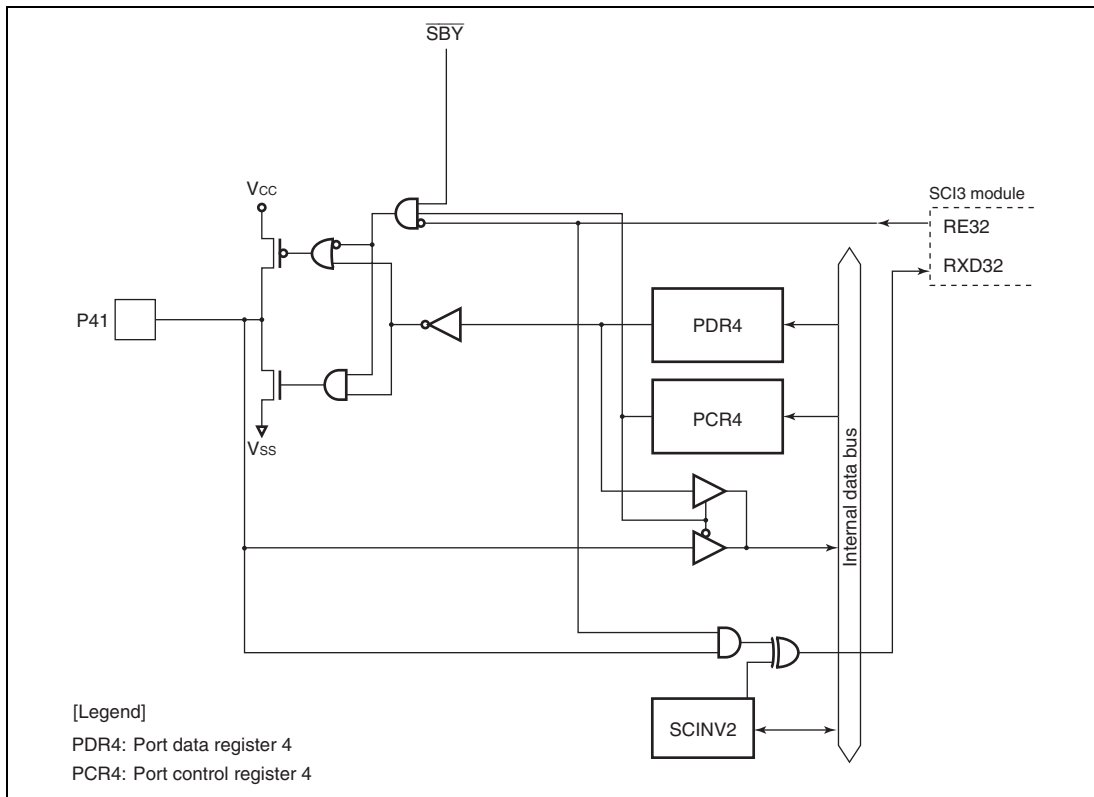 S̅B̅Y̅
VCC
SCI3 module
RE32
RXD32
P41
PDR4
PCR4
VSS
Internal data bus
SCINV2
[Legend]
PDR4: Port data register 4
PCR4: Port control register 4